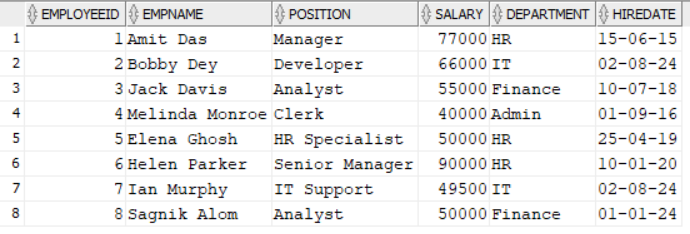 EMPLOYEEID EMPNAME POSITION SALARY DEPARTMENT HIREDATE
1 1 Amit Das Manager 77000 HR 15-06-15
2 2 Bobby Dey Developer 66000 IT 02-08-24
3 3 Jack Davis Analyst 55000 Finance 10-07-18
4 4 Melinda Monroe Clerk 40000 Admin 01-09-16
5 5 Elena Ghosh HR Specialist 50000 HR 25-04-19
6 6 Helen Parker Senior Manager 90000 HR 10-01-20
7 7 Ian Murphy IT Support 49500 IT 02-08-24
8 8 Sagnik Alom Analyst 50000 Finance 01-01-24